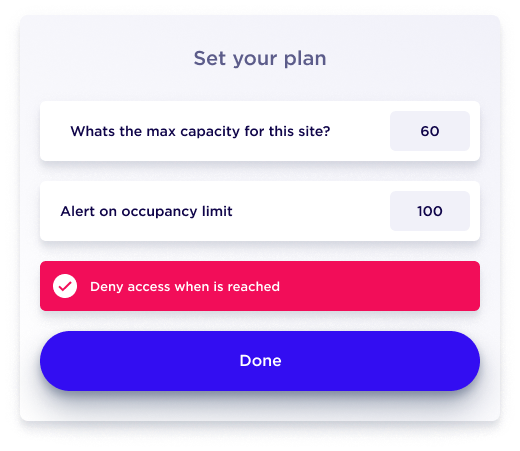 Set your plan
Whats the max capacity for this site? 60
Alert on occupancy limit 100
Deny access when is reached
Done